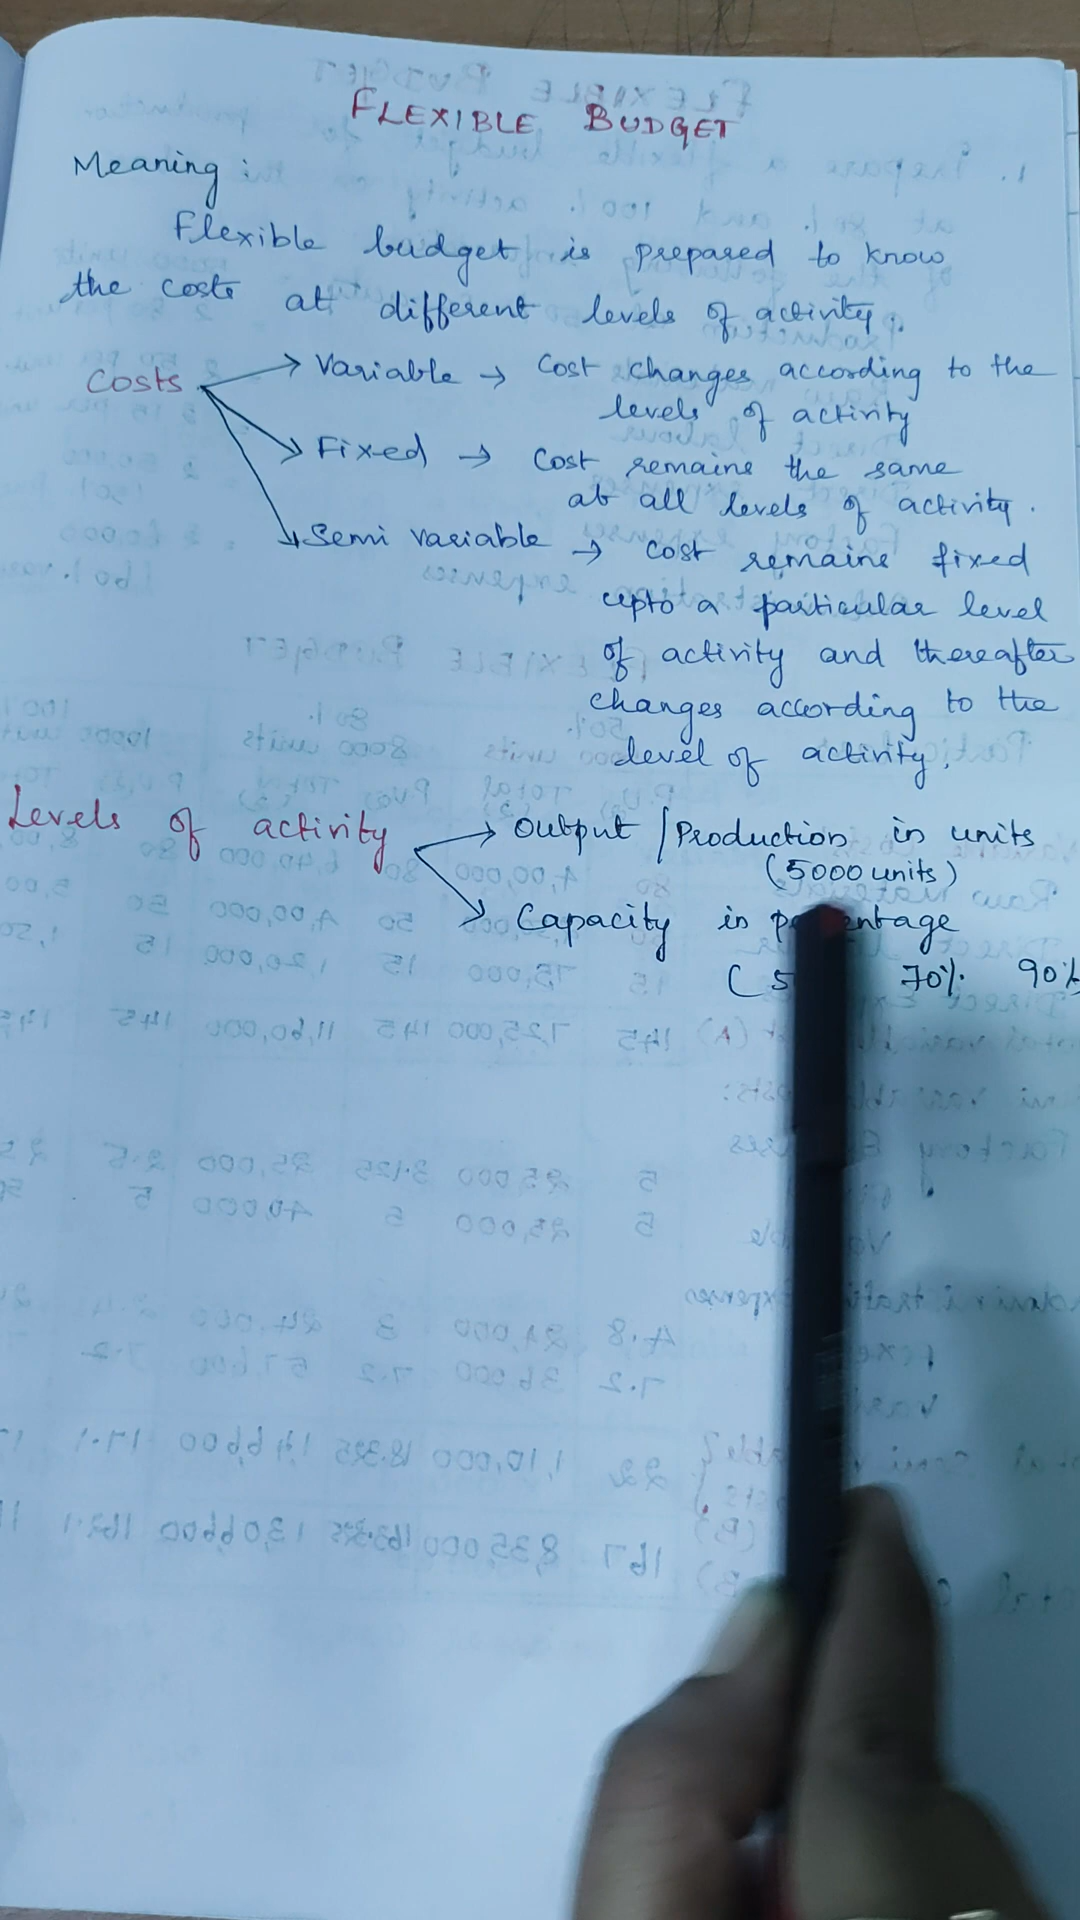 FLEXIBLE BUDGET
Meaning :
Flexible budget is prepared to know
the costs at different levels of activity.
Costs → Variable → Cost changes according to the
levels of activity
→ Fixed → Cost remains the same
at all levels of activity.
→ Semi variable → Cost remains fixed
upto a particular level
of activity and thereafter
changes according to the
level of activity.
Levels of activity → Output / Production in units
(5000 units)
→ Capacity in
(5 70% 90%